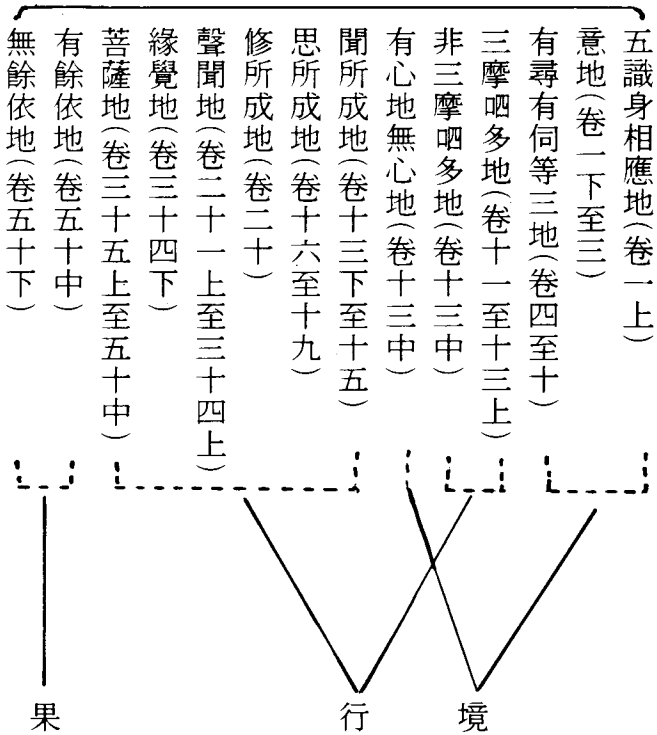 五識身相應地(卷一上)
意地(卷一下至三)
有尋有伺等三地(卷四至十)
三摩呬多地(卷十一至十三上)
非三摩呬多地(卷十三中)
有心地無心地(卷十三中)
聞所成地(卷十三下至十五)
思所成地(卷十六至十九)
修所成地(卷二十)
聲聞地(卷二十一上至三十四上)
緣覺地(卷三十四下)
菩薩地(卷三十五上至五十中)
有餘依地(卷五十中)
無餘依地(卷五十下)
境
行
果